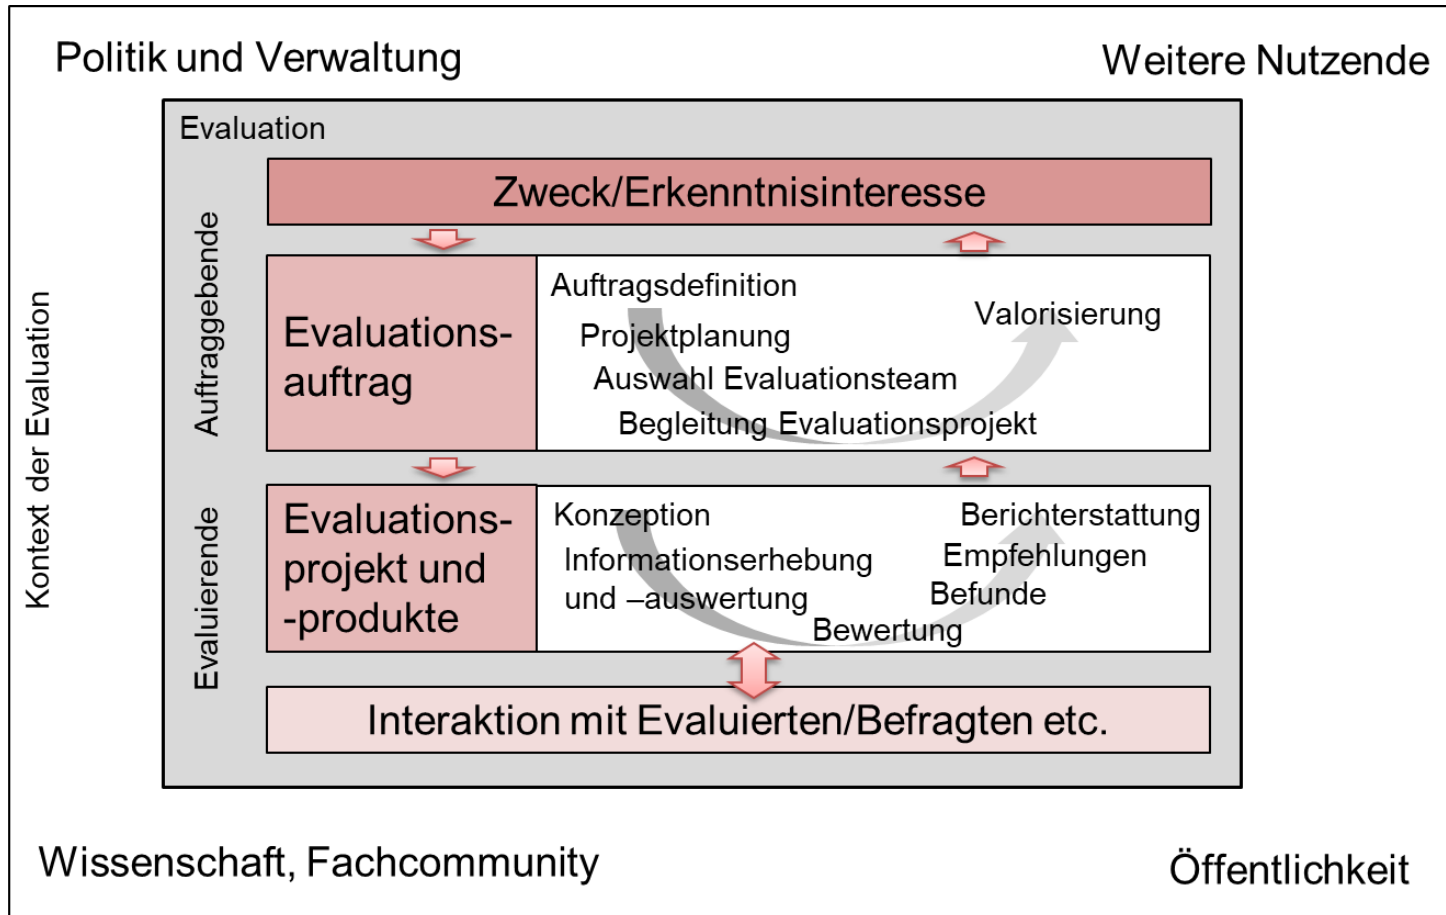 Politik und Verwaltung
Weitere Nutzende
Kontext der Evaluation
Evaluation
Auftraggebende
Zweck/Erkenntnisinteresse
Evaluations-
auftrag
Auftragsdefinition
Projektplanung
Auswahl Evaluationsteam
Begleitung Evaluationsprojekt
Valorisierung
Evaluierende
Evaluations-
projekt und
-produkte
Konzeption
Informationserhebung
und –auswertung
Bewertung
Berichterstattung
Empfehlungen
Befunde
Interaktion mit Evaluierten/Befragten etc.
Wissenschaft, Fachcommunity
Öffentlichkeit